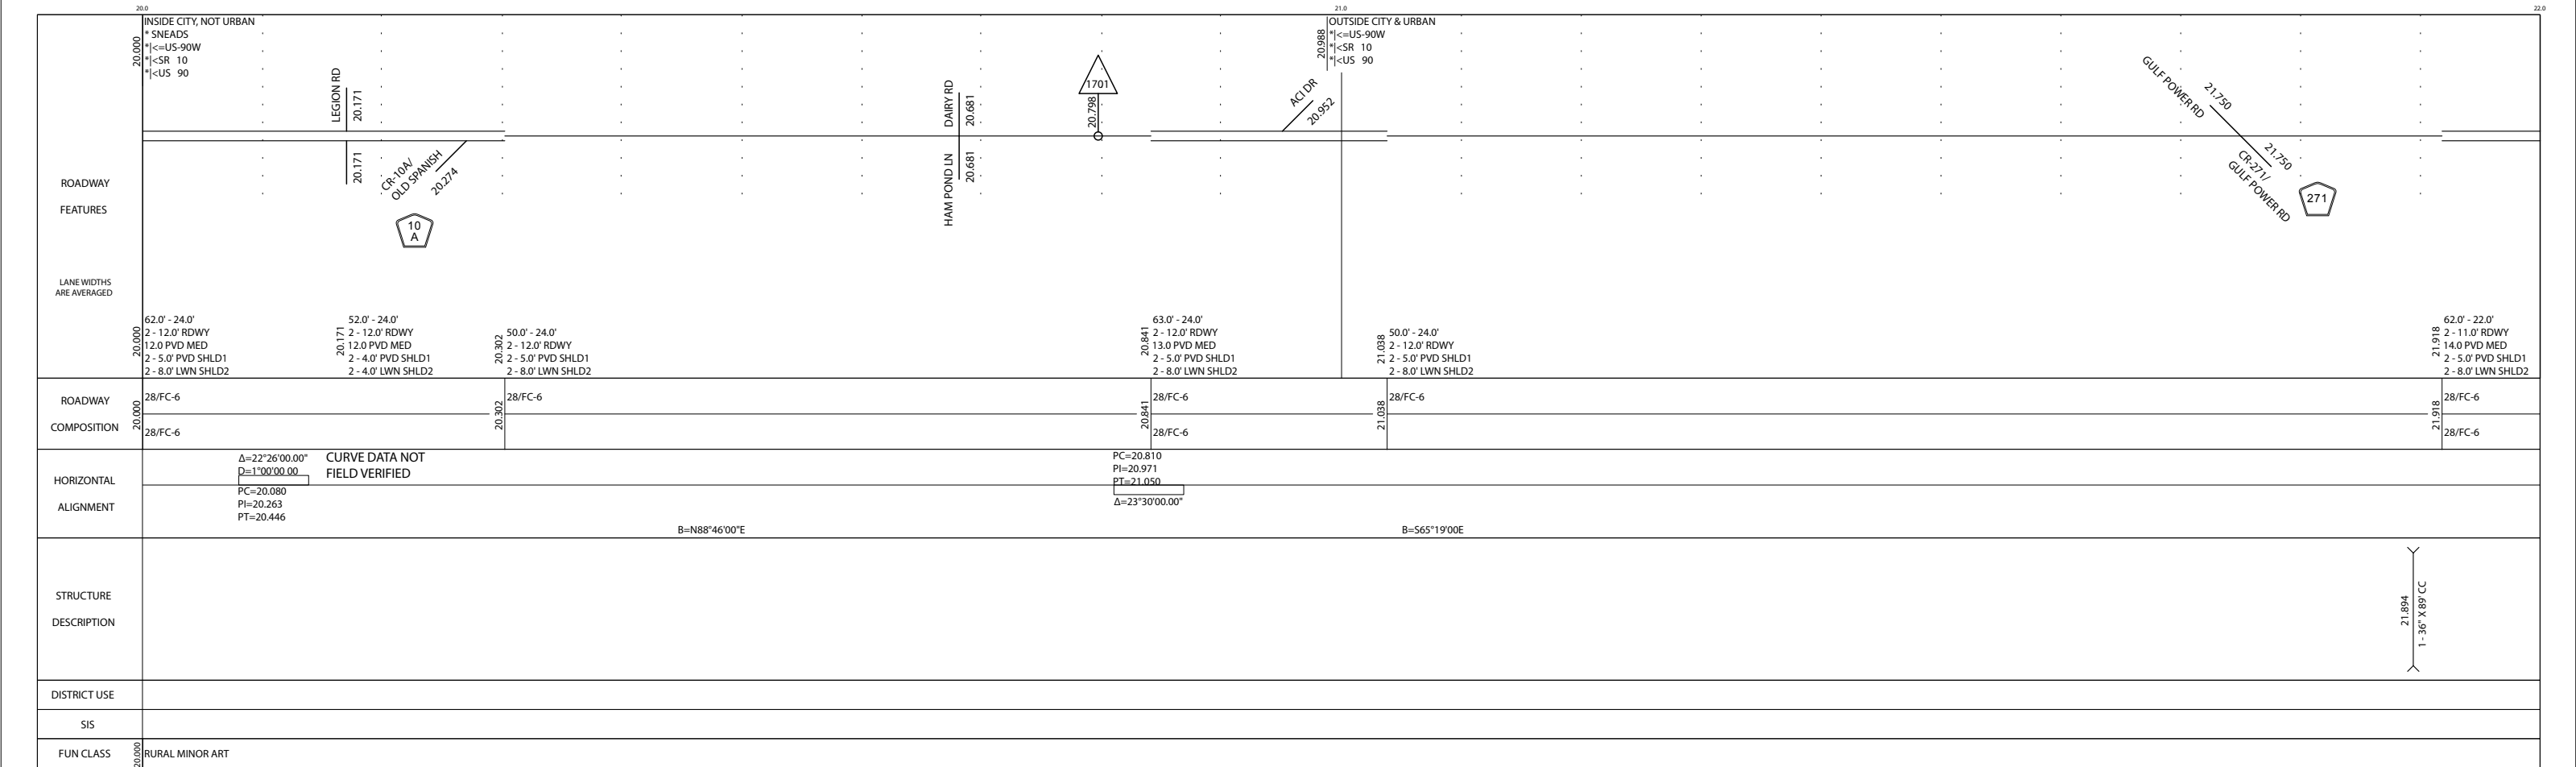 20.0
21.0
22.0
20.000
INSIDE CITY, NOT URBAN
* SNEADS
*|<=US-90W
*|<SR 10
*|<US 90
20.988
OUTSIDE CITY & URBAN
*|<=US-90W
*|<SR 10
*|<US 90
LEGION RD
20.171
20.171
CR-10A/
OLD SPANISH
20.274
10
A
DAIRY RD
20.681
HAM POND LN
20.681
1701
20.798
ACI DR
20.952
GULF POWER RD
21.750
21.750
CR-271/
GULF POWER RD
271
ROADWAY
FEATURES
LANE WIDTHS
ARE AVERAGED
20.000
62.0' - 24.0'
2 - 12.0' RDWY
12.0 PVD MED
2 - 5.0' PVD SHLD1
2 - 8.0' LWN SHLD2
20.171
52.0' - 24.0'
2 - 12.0' RDWY
12.0 PVD MED
2 - 4.0' PVD SHLD1
2 - 4.0' LWN SHLD2
20.302
50.0' - 24.0'
2 - 12.0' RDWY
2 - 5.0' PVD SHLD1
2 - 8.0' LWN SHLD2
20.841
63.0' - 24.0'
2 - 12.0' RDWY
13.0 PVD MED
2 - 5.0' PVD SHLD1
2 - 8.0' LWN SHLD2
21.038
50.0' - 24.0'
2 - 12.0' RDWY
2 - 5.0' PVD SHLD1
2 - 8.0' LWN SHLD2
21.918
62.0' - 22.0'
2 - 11.0' RDWY
14.0 PVD MED
2 - 5.0' PVD SHLD1
2 - 8.0' LWN SHLD2
ROADWAY
COMPOSITION
20.000
28/FC-6
28/FC-6
20.302
28/FC-6
20.841
28/FC-6
28/FC-6
21.038
28/FC-6
21.918
28/FC-6
28/FC-6
HORIZONTAL
ALIGNMENT
Δ=22°26'00.00"
D=1°00'00.00
CURVE DATA NOT
FIELD VERIFIED
PC=20.080
PI=20.263
PT=20.446
B=N88°46'00"E
PC=20.810
PI=20.971
PT=21.050
Δ=23°30'00.00"
B=S65°19'00E
STRUCTURE
DESCRIPTION
21.894
1 - 36" X 89' CC
DISTRICT USE
SIS
FUN CLASS
20.000
RURAL MINOR ART